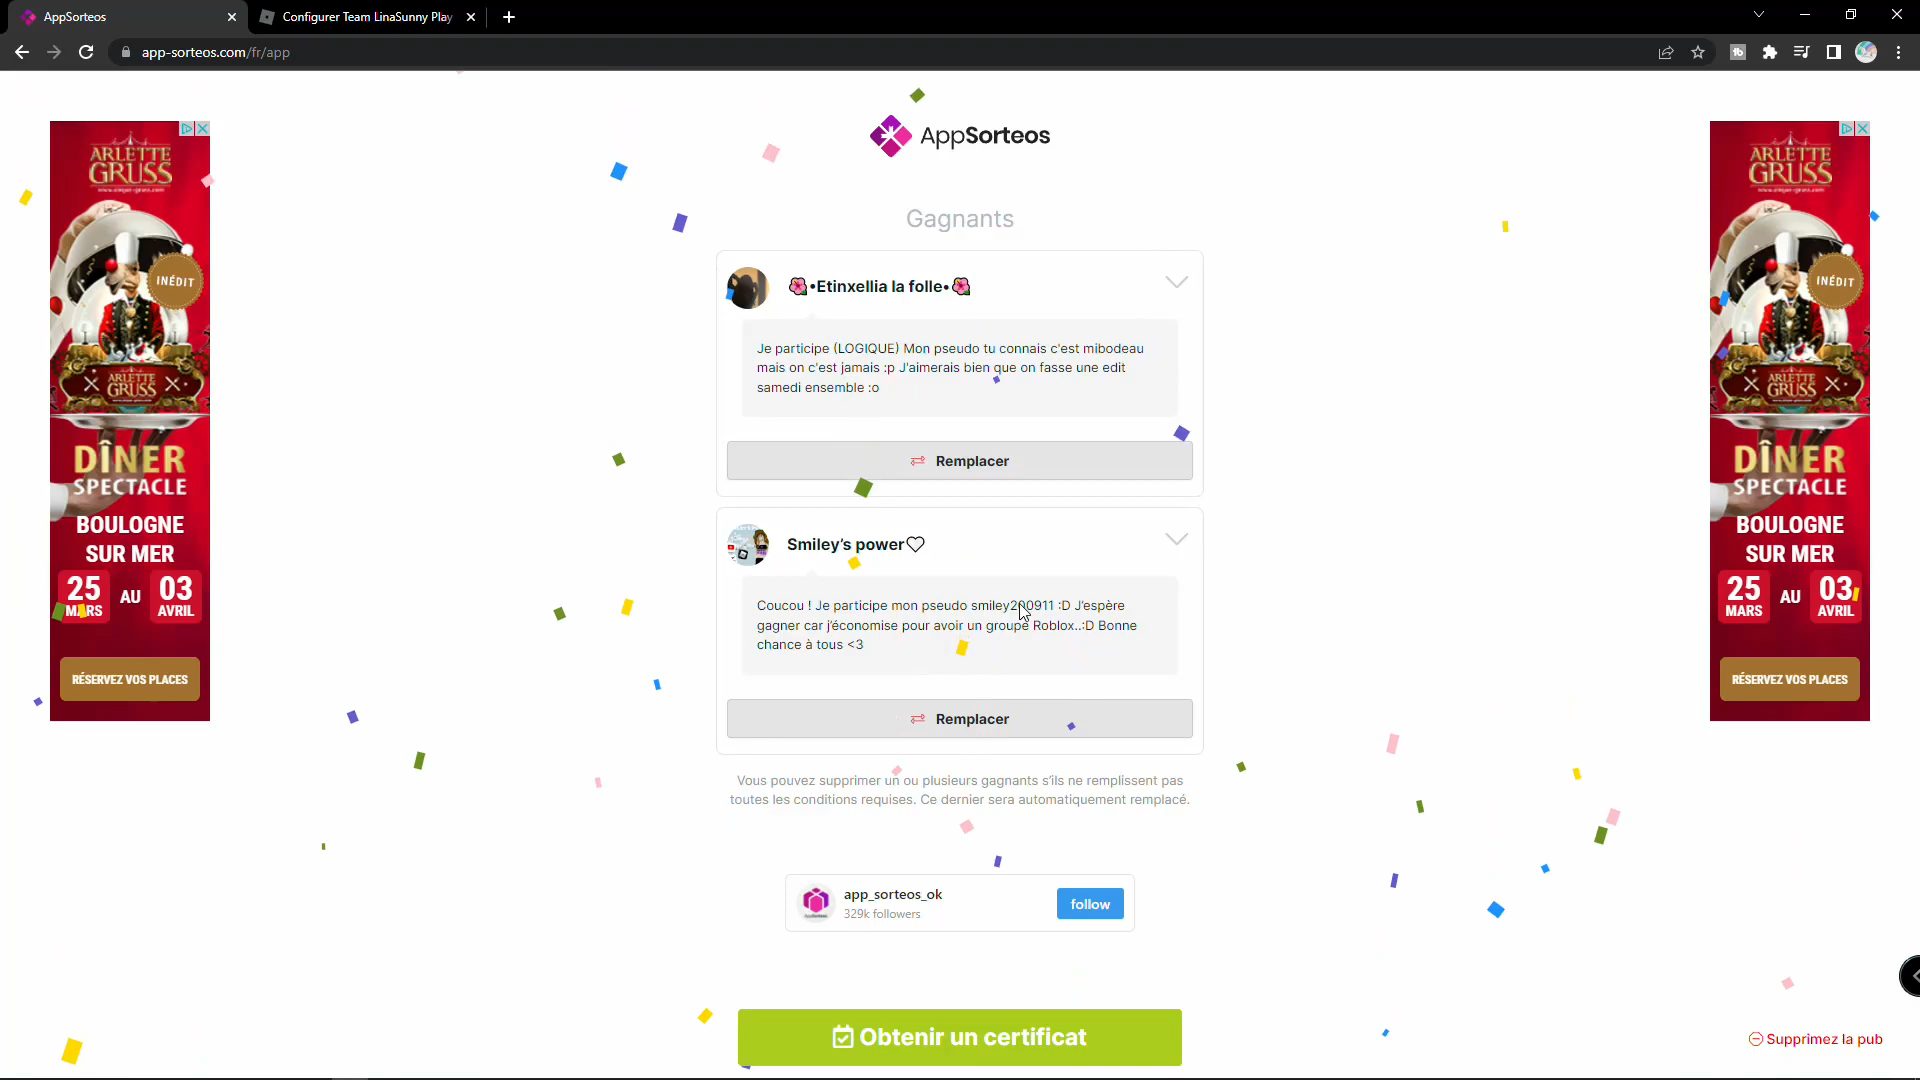 AppSorteos
Configurer Team LinaSunny Play
app-sorteos.com/fr/app
AppSorteos
Gagnants
🌺•Etinxellia la folle•🌺
Je participe (LOGIQUE) Mon pseudo tu connais c'est mibodeau
mais on c'est jamais :p J'aimerais bien que on fasse une edit
samedi ensemble :o
Remplacer
Smiley's power♡
Coucou ! Je participe mon pseudo smiley200911 :D J'espère
gagner car j'économise pour avoir un groupe Roblox..:D Bonne
chance à tous <3
Remplacer
Vous pouvez supprimer un ou plusieurs gagnants s'ils ne remplissent pas
toutes les conditions requises. Ce dernier sera automatiquement remplacé.
app_sorteos_ok
329k followers
follow
Obtenir un certificat
Supprimez la pub
ARLETTE
GRUSS
INÉDIT
ARLETTE
GRUSS
DÎNER
SPECTACLE
BOULOGNE
SUR MER
25 AU 03
MARS AVRIL
RÉSERVEZ VOS PLACES
ARLETTE
GRUSS
INÉDIT
ARLETTE
GRUSS
DÎNER
SPECTACLE
BOULOGNE
SUR MER
25 AU 03
MARS AVRIL
RÉSERVEZ VOS PLACES